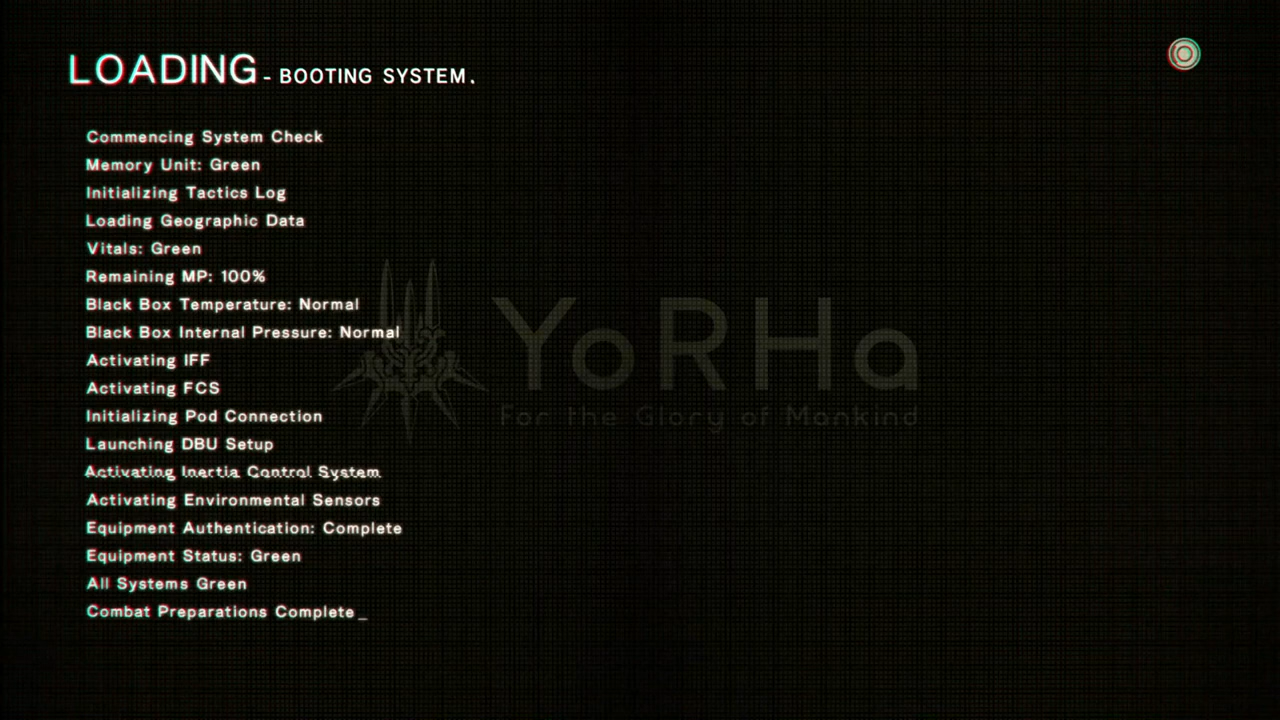 LOADING - BOOTING SYSTEM.
Commencing System Check
Memory Unit: Green
Initializing Tactics Log
Loading Geographic Data
Vitals: Green
Remaining MP: 100%
Black Box Temperature: Normal
Black Box Internal Pressure: Normal
Activating IFF
Activating FCS
Initializing Pod Connection
Launching DBU Setup
Activating Inertia Control System
Activating Environmental Sensors
Equipment Authentication: Complete
Equipment Status: Green
All Systems Green
Combat Preparations Complete_
YoRHa
For the Glory of Mankind